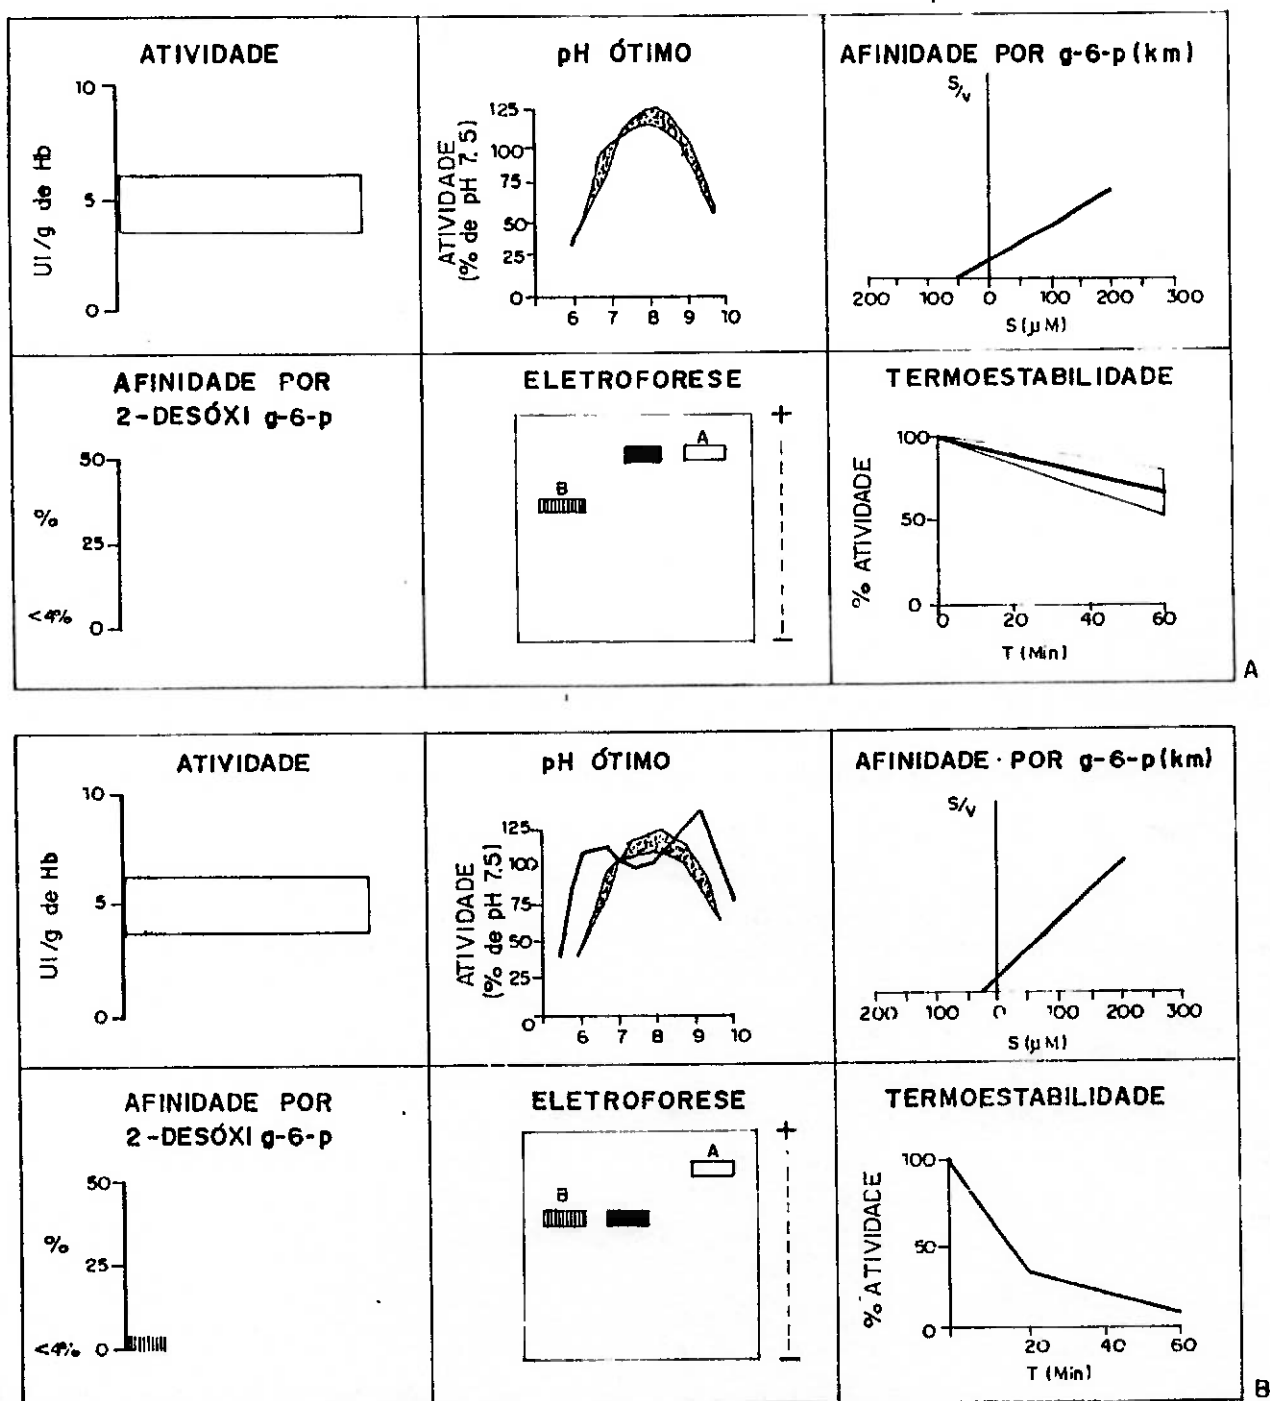 ATIVIDADE
10
5
0
UI/g de Hb
pH ÓTIMO
125
100
75
50
25
0
ATIVIDADE
(% de pH 7.5)
6 7 8 9 10
AFINIDADE POR g-6-p (km)
S/v
200 100 0 100 200 300
S (µM)
AFINIDADE POR
2-DESÓXI g-6-p
50
%
25
<4%
0
ELETROFORESE
+
A
B
–
TERMOESTABILIDADE
100
50
0
% ATIVIDADE
0 20 40 60
T (Min)
A
ATIVIDADE
10
5
0
UI/g de Hb
pH ÓTIMO
125
100
75
50
25
0
ATIVIDADE
(% de pH 7.5)
6 7 8 9 10
AFINIDADE · POR g-6-p (km)
S/v
200 100 0 100 200 300
S (µM)
AFINIDADE POR
2-DESÓXI g-6-p
50
%
25
<4%
0
ELETROFORESE
+
A
B
–
TERMOESTABILIDADE
100
50
0
% ATIVIDADE
20 40 60
T (Min)
B